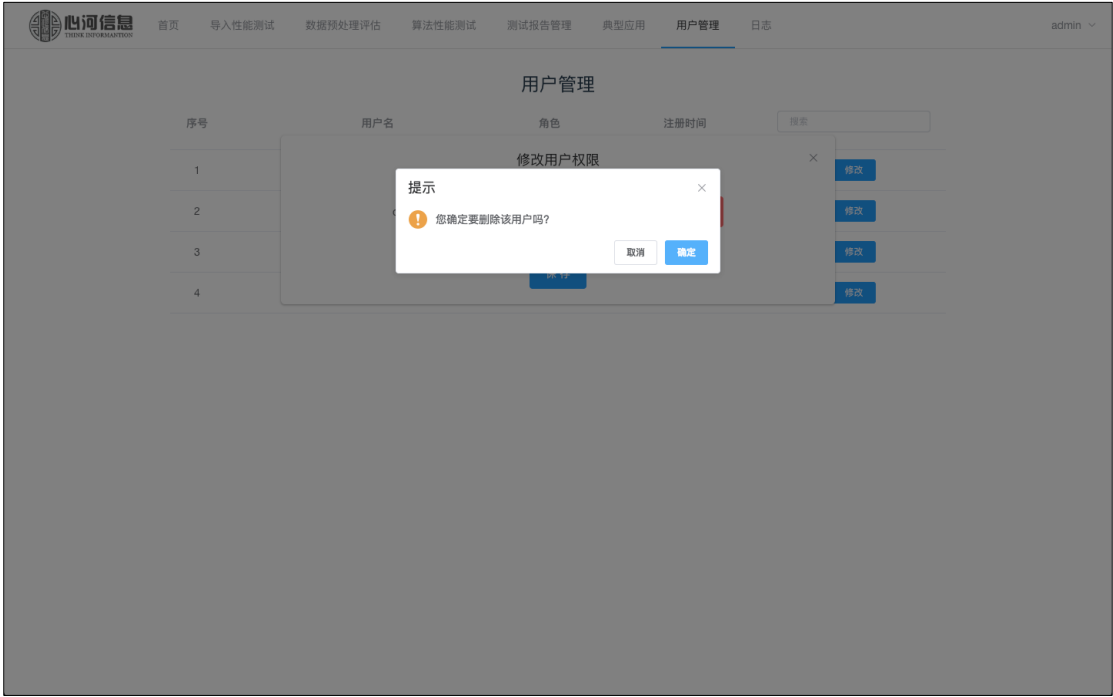 心河信息
THINK INFORMANTION
首页 导入性能测试 数据预处理评估 算法性能测试 测试报告管理 典型应用 用户管理 日志 admin
用户管理
序号 用户名 角色 注册时间 搜索
修改用户权限
1 修改
提示
2 修改
您确定要删除该用户吗?
3 取消 确定 修改
保存
4 修改